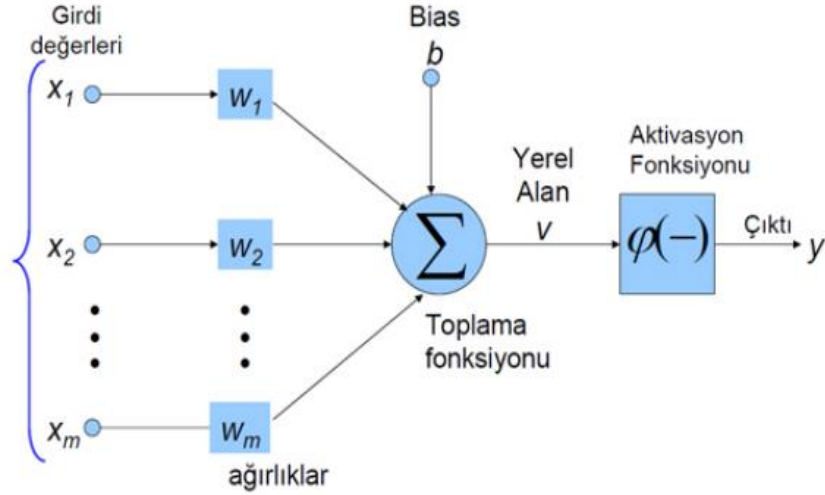 Girdi
değerleri
x1
w1
Bias
b
x2
w2
∑
Yerel
Alan
v
Aktivasyon
Fonksiyonu
φ(−)
Çıktı
y
Toplama
fonksiyonu
xm
wm
ağırlıklar